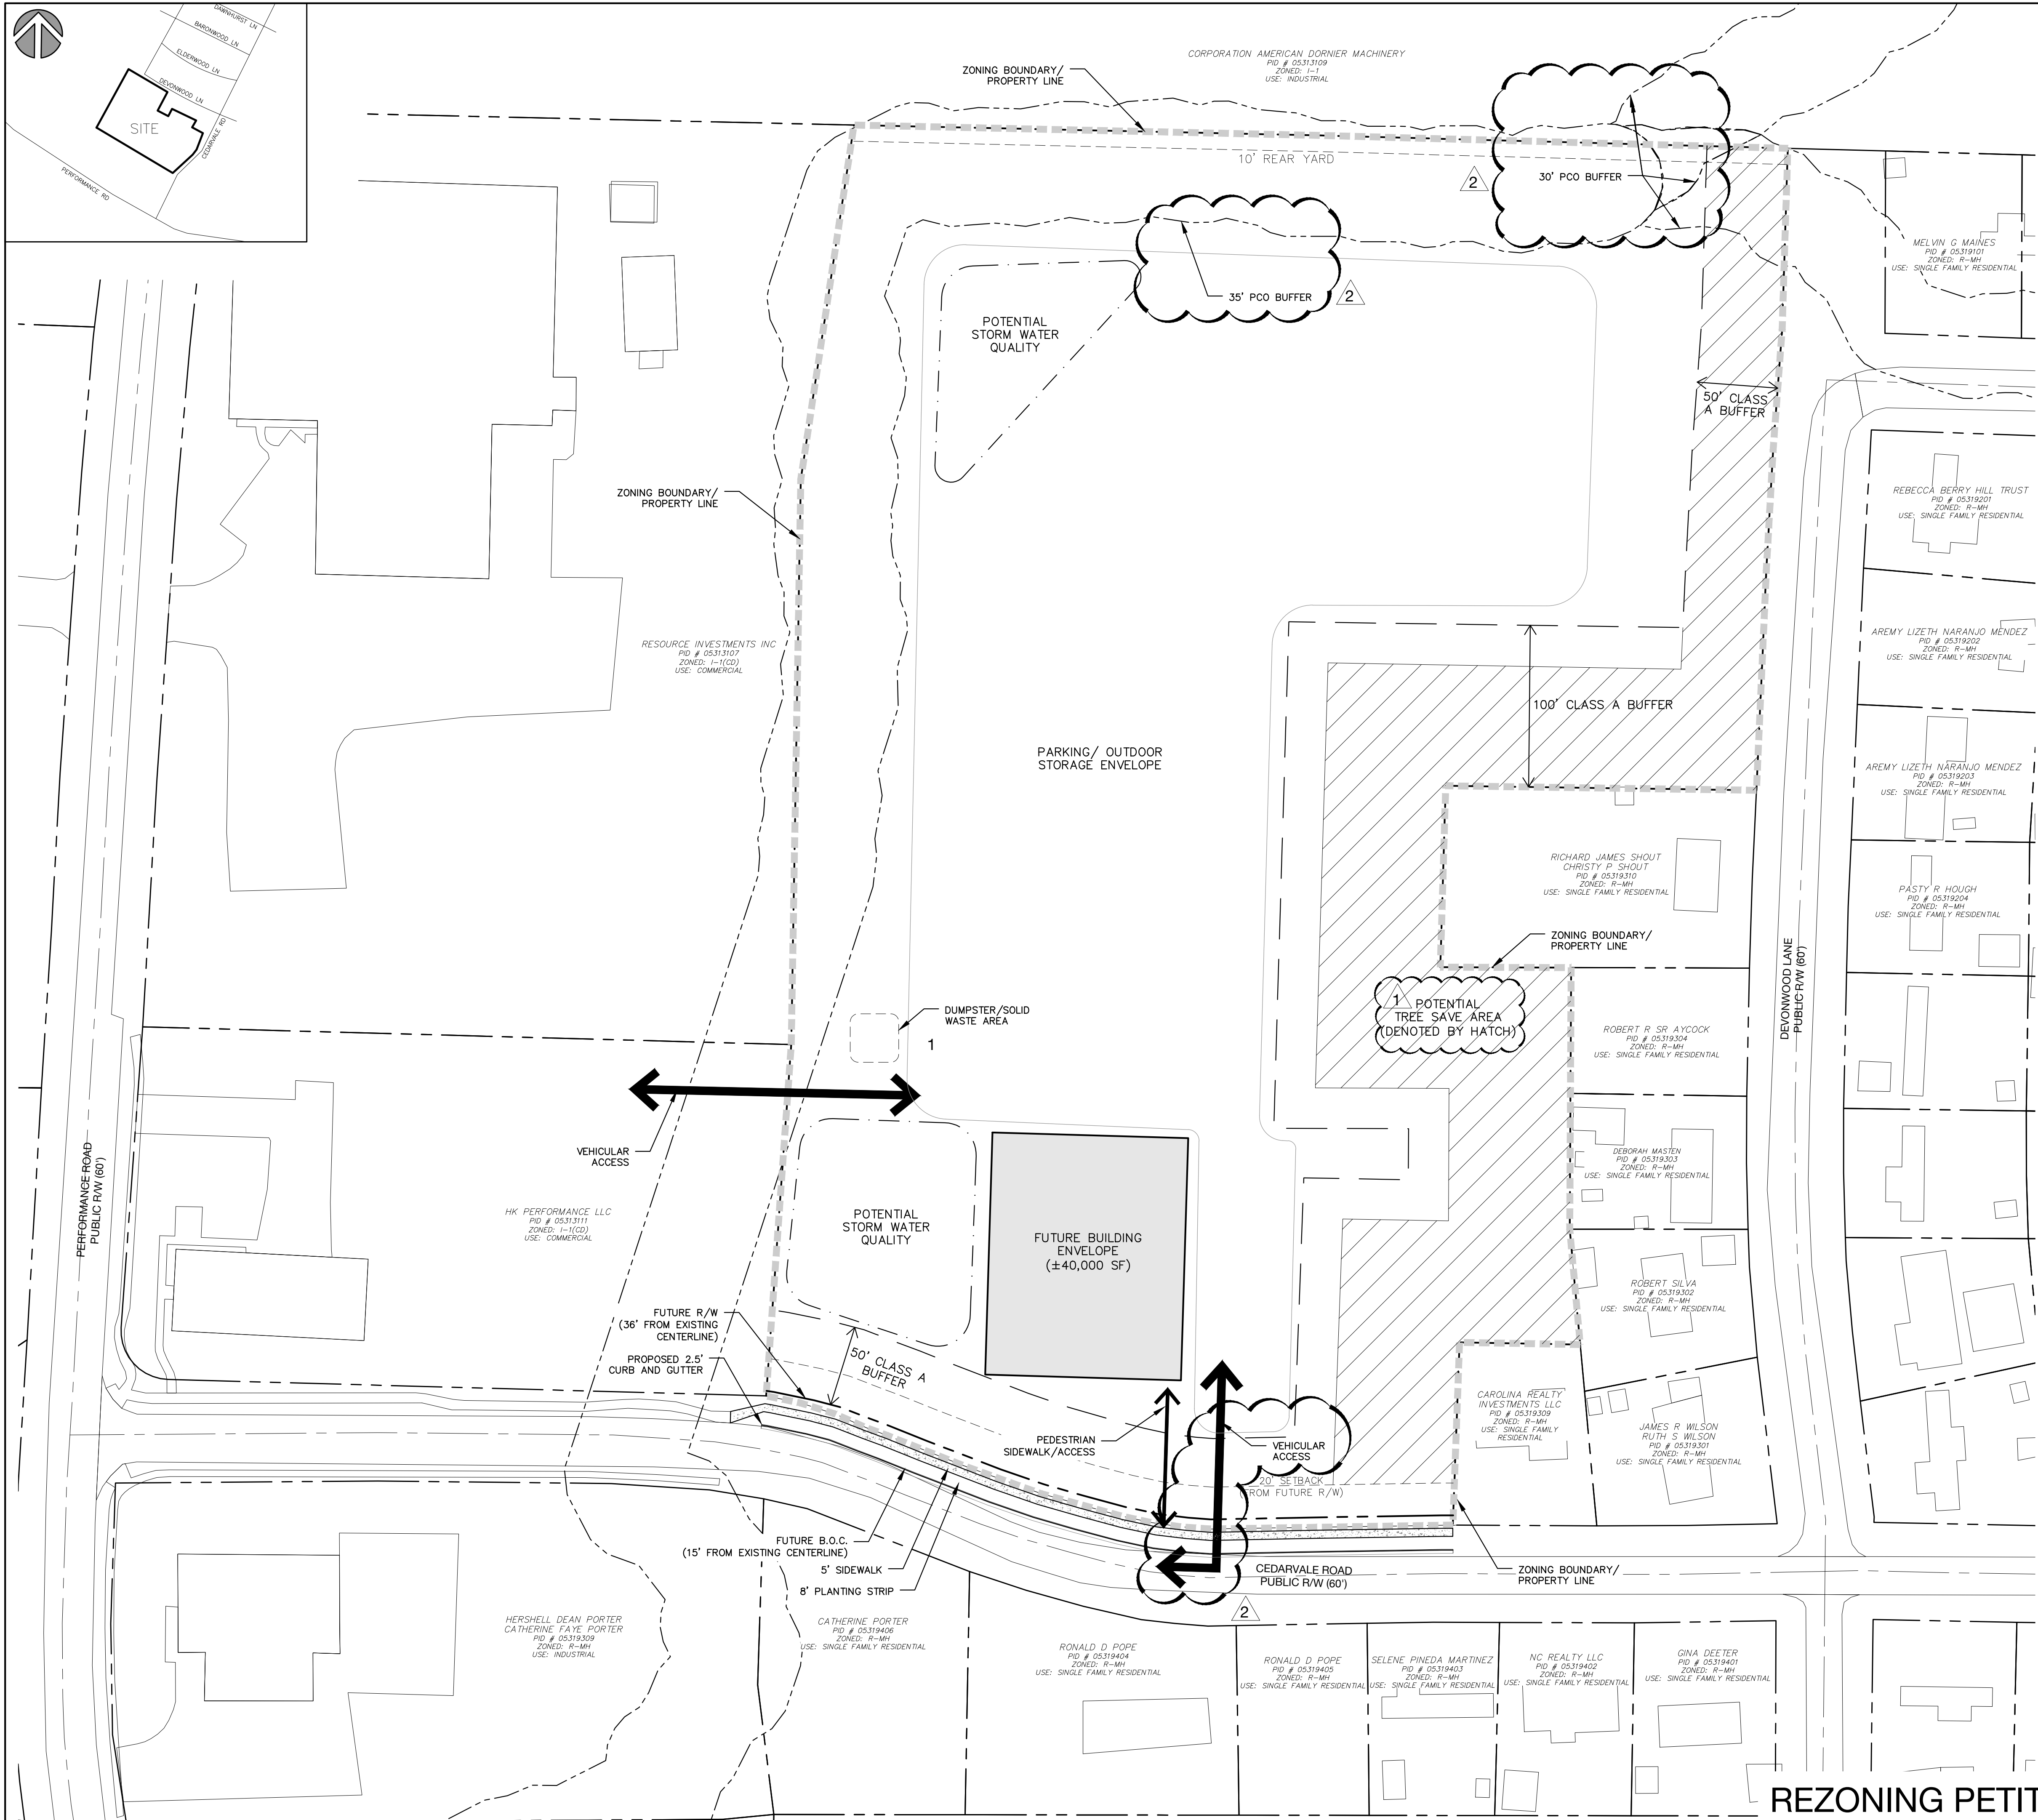 DAWNHURST LN
BARONWOOD LN
ELDERWOOD LN
DEVONWOOD LN
SITE
CEDARVALE RD
PERFORMANCE RD
CORPORATION AMERICAN DORNIER MACHINERY
PID # 05313109
ZONED: I-1
USE: INDUSTRIAL
ZONING BOUNDARY/
PROPERTY LINE
10' REAR YARD
2
30' PCO BUFFER
MELVIN G MAINES
PID # 05319101
ZONED: R-MH
USE: SINGLE FAMILY RESIDENTIAL
35' PCO BUFFER
2
POTENTIAL
STORM WATER
QUALITY
50' CLASS
A BUFFER
ZONING BOUNDARY/
PROPERTY LINE
REBECCA BERRY HILL TRUST
PID # 05319201
ZONED: R-MH
USE: SINGLE FAMILY RESIDENTIAL
RESOURCE INVESTMENTS INC
PID # 05313107
ZONED: I-1(CD)
USE: COMMERCIAL
AREMY LIZETH NARANJO MENDEZ
PID # 05319202
ZONED: R-MH
USE: SINGLE FAMILY RESIDENTIAL
100' CLASS A BUFFER
PARKING/ OUTDOOR
STORAGE ENVELOPE
AREMY LIZETH NARANJO MENDEZ
PID # 05319203
ZONED: R-MH
USE: SINGLE FAMILY RESIDENTIAL
RICHARD JAMES SHOUT
CHRISTY P SHOUT
PID # 05319310
ZONED: R-MH
USE: SINGLE FAMILY RESIDENTIAL
PASTY R HOUGH
PID # 05319204
ZONED: R-MH
USE: SINGLE FAMILY RESIDENTIAL
ZONING BOUNDARY/
PROPERTY LINE
DEVONWOOD LANE
PUBLIC R/W (60')
1
POTENTIAL
TREE SAVE AREA
(DENOTED BY HATCH)
DUMPSTER/SOLID
WASTE AREA
1
ROBERT R SR AYCOCK
PID # 05319304
ZONED: R-MH
USE: SINGLE FAMILY RESIDENTIAL
VEHICULAR
ACCESS
DEBORAH MASTEN
PID # 05319303
ZONED: R-MH
USE: SINGLE FAMILY RESIDENTIAL
PERFORMANCE ROAD
PUBLIC R/W (60')
HK PERFORMANCE LLC
PID # 05313111
ZONED: I-1(CD)
USE: COMMERCIAL
POTENTIAL
STORM WATER
QUALITY
FUTURE BUILDING
ENVELOPE
(±40,000 SF)
ROBERT SILVA
PID # 05319302
ZONED: R-MH
USE: SINGLE FAMILY RESIDENTIAL
FUTURE R/W
(36' FROM EXISTING
CENTERLINE)
PROPOSED 2.5'
CURB AND GUTTER
50' CLASS A
BUFFER
CAROLINA REALTY
INVESTMENTS LLC
PID # 05319309
ZONED: R-MH
USE: SINGLE FAMILY
RESIDENTIAL
JAMES R WILSON
RUTH S WILSON
PID # 05319301
ZONED: R-MH
USE: SINGLE FAMILY RESIDENTIAL
PEDESTRIAN
SIDEWALK/ACCESS
VEHICULAR
ACCESS
20' SETBACK
(FROM FUTURE R/W)
FUTURE B.O.C.
(15' FROM EXISTING CENTERLINE)
5' SIDEWALK
8' PLANTING STRIP
CEDARVALE ROAD
PUBLIC R/W (60')
ZONING BOUNDARY/
PROPERTY LINE
2
HERSHELL DEAN PORTER
CATHERINE FAYE PORTER
PID # 05319309
ZONED: R-MH
USE: INDUSTRIAL
CATHERINE PORTER
PID # 05319406
ZONED: R-MH
USE: SINGLE FAMILY RESIDENTIAL
RONALD D POPE
PID # 05319404
ZONED: R-MH
USE: SINGLE FAMILY RESIDENTIAL
RONALD D POPE
PID # 05319405
ZONED: R-MH
USE: SINGLE FAMILY RESIDENTIAL
SELENE PINEDA MARTINEZ
PID # 05319403
ZONED: R-MH
USE: SINGLE FAMILY RESIDENTIAL
NC REALTY LLC
PID # 05319402
ZONED: R-MH
USE: SINGLE FAMILY RESIDENTIAL
GINA DEETER
PID # 05319401
ZONED: R-MH
USE: SINGLE FAMILY RESIDENTIAL
REZONING PETIT